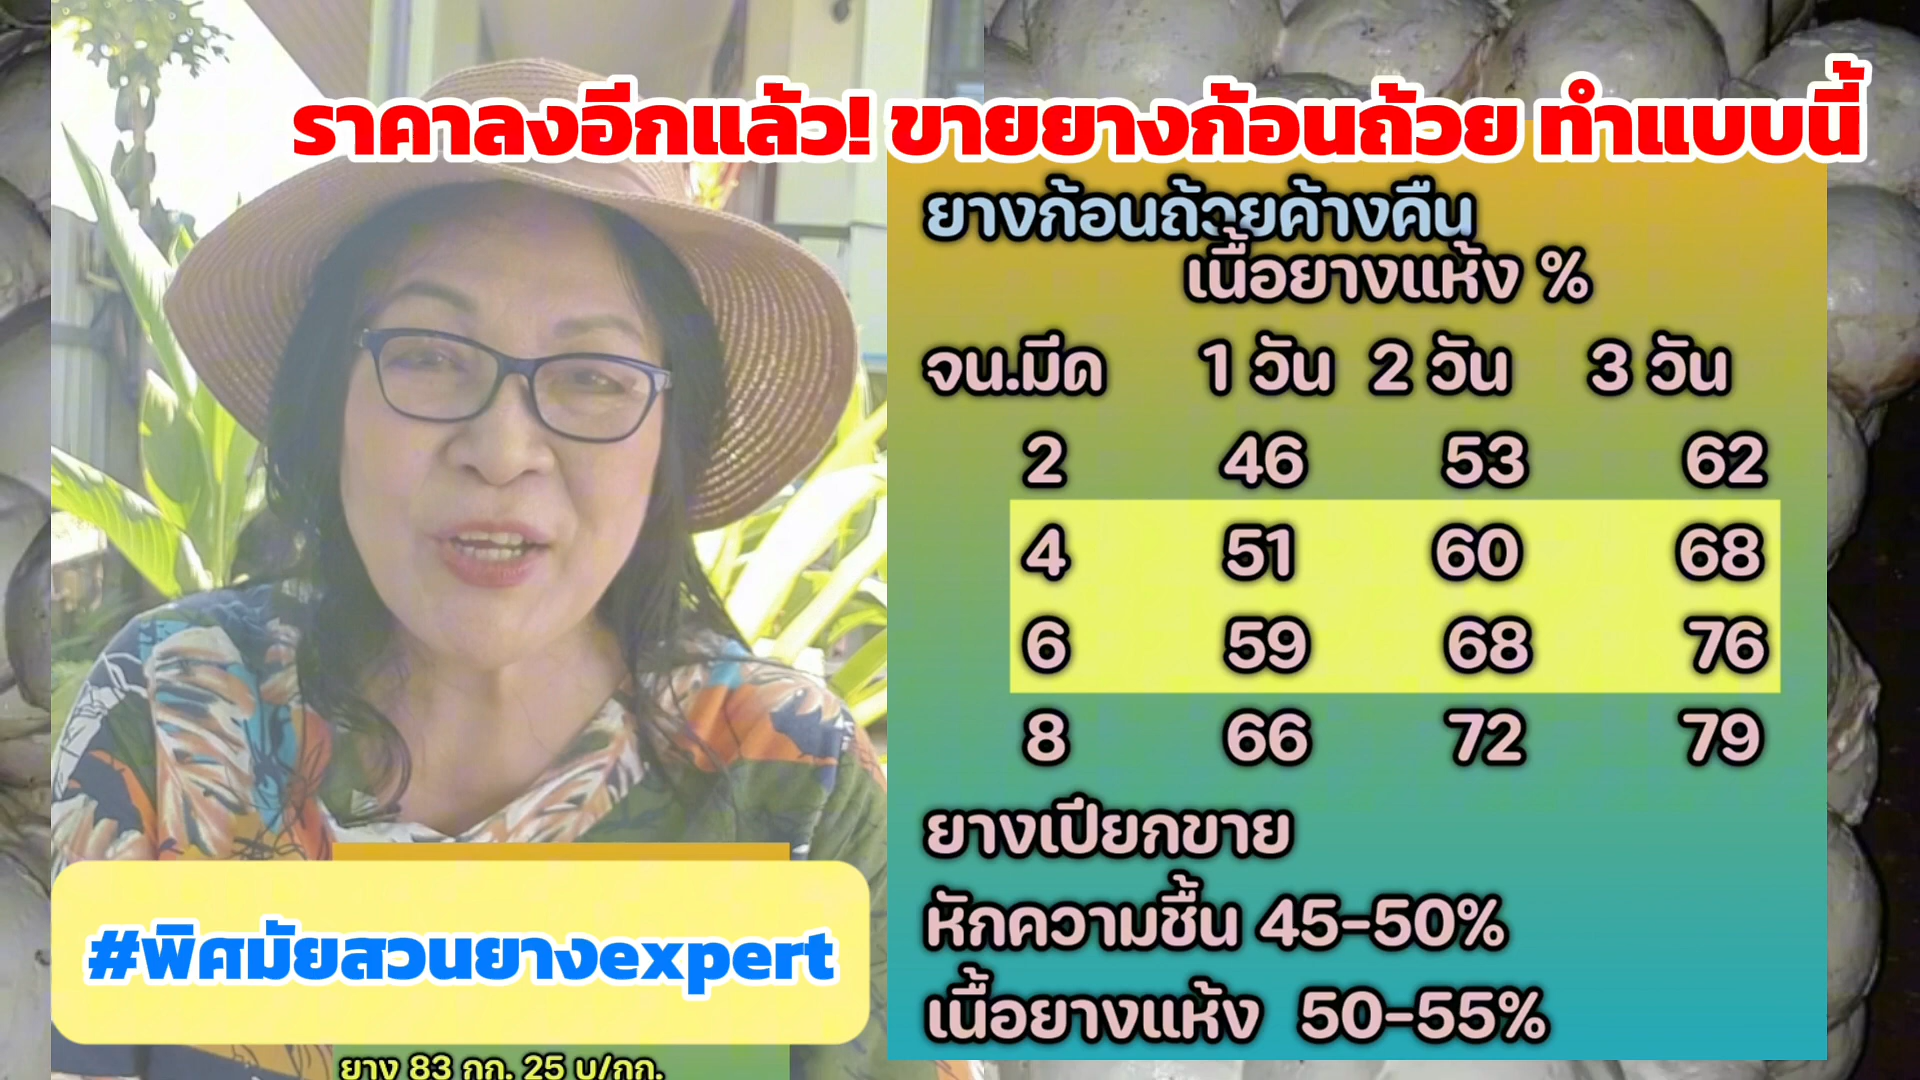 ราคาลงอีกแล้ว! ขายยางก้อนถ้วย ทำแบบนี้
ยางก้อนถ้วยค้างคืน
เนื้อยางแห้ง %
จน.มีด 1 วัน 2 วัน 3 วัน
2 46 53 62
4 51 60 68
6 59 68 76
8 66 72 79
ยางเปียกขาย
หักความชื้น 45-50%
เนื้อยางแห้ง 50-55%
#พิศมัยสวนยางexpert
ยาง 83 กก. 25 บ/กก.